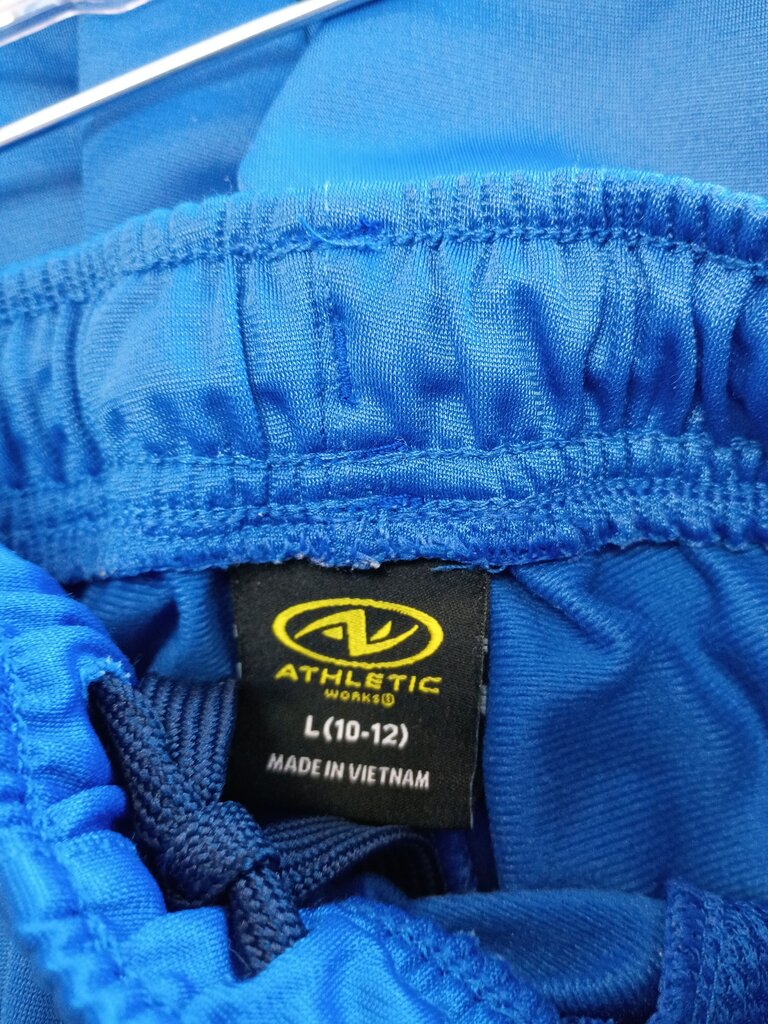 ATHLETIC
WORKS®
L(10-12)
MADE IN VIETNAM